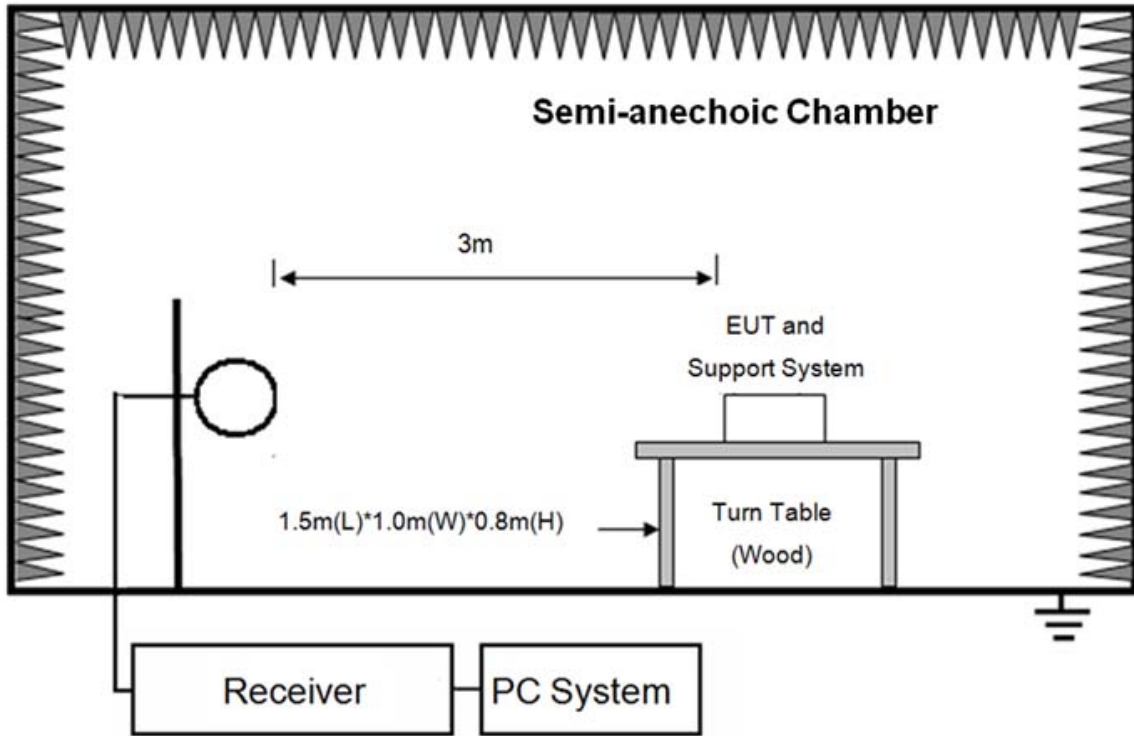 Semi-anechoic Chamber
3m
EUT and
Support System
1.5m(L)*1.0m(W)*0.8m(H)
Turn Table
(Wood)
Receiver
PC System